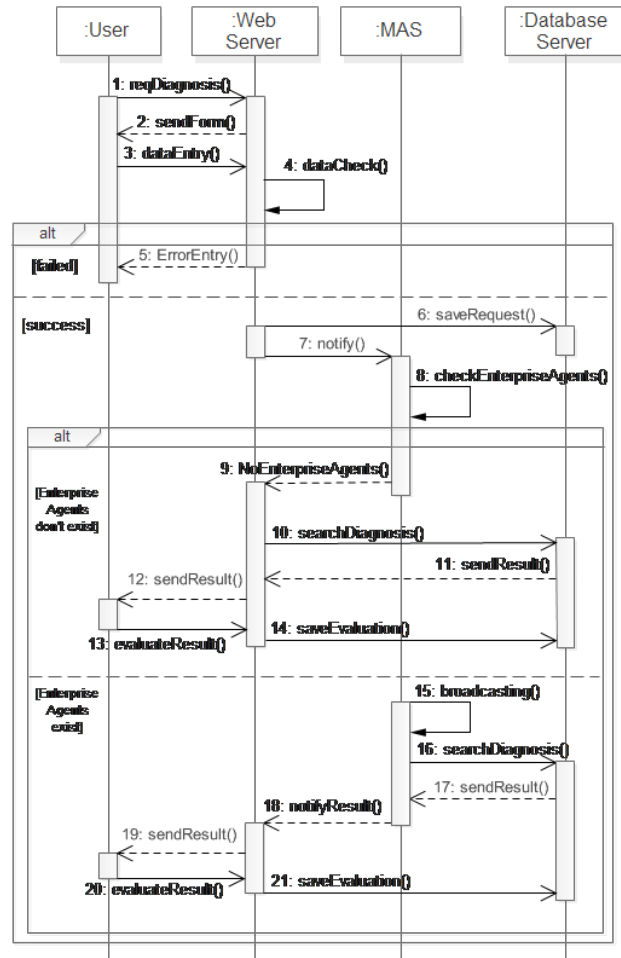 :User
:Web
Server
:MAS
:Database
Server
1: reqDiagnosis()
2: sendForm()
3: dataEntry()
4: dataCheck()
alt
5: ErrorEntry()
[failed]
6: saveRequest()
[success]
7: notify()
8: checkEnterpriseAgents()
alt
9: NoEnterpriseAgents()
[Enterprise
Agents
don't exist]
10: searchDiagnosis()
11: sendResult()
12: sendResult()
13: evaluateResult()
14: saveEvaluation()
[Enterprise
Agents
exist]
15: broadcasting()
16: searchDiagnosis()
17: sendResult()
18: notifyResult()
19: sendResult()
20: evaluateResult()
21: saveEvaluation()